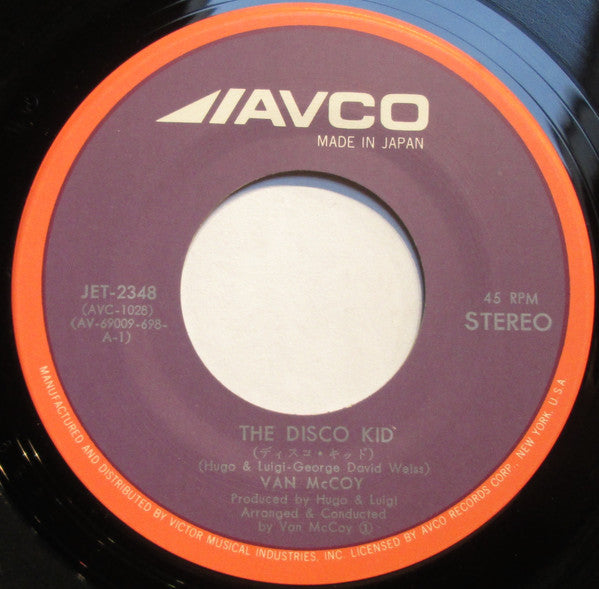 AVCO
MADE IN JAPAN
JET-2348
(AVC-1028)
(AV-69009-698-
A-1)
45 RPM
STEREO
THE DISCO KID
(ディスコ・キッド)
(Hugo & Luigi-George David Weiss)
VAN McCOY
Produced by Hugo & Luigi
Arranged & Conducted
by Van McCoy ①
MANUFACTURED AND DISTRIBUTED BY VICTOR MUSICAL INDUSTRIES, INC. LICENSED BY AVCO RECORDS CORP., NEW YORK, U.S.A